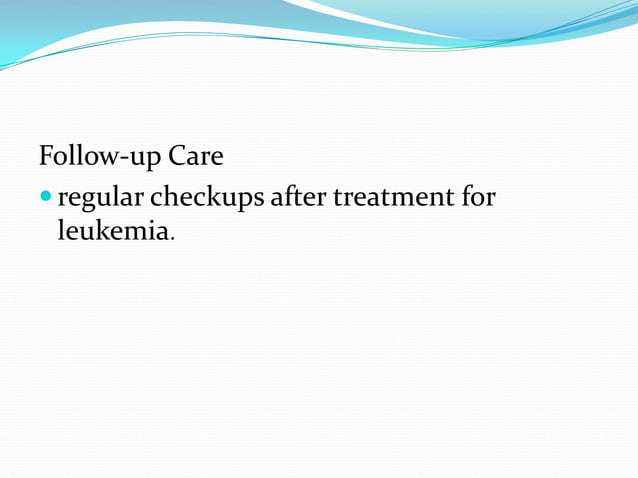 Follow-up Care
regular checkups after treatment for
leukemia.